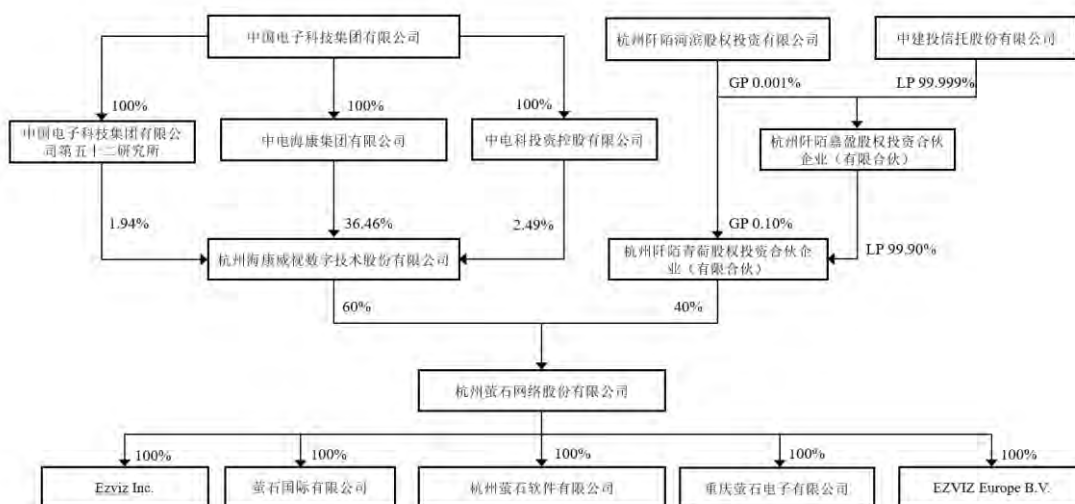 中国电子科技集团有限公司
杭州阡陌河滨股权投资有限公司
中建投信托股份有限公司
GP 0.001%
LP 99.999%
100%
100%
100%
中国电子科技集团有限公
司第五十二研究所
中电海康集团有限公司
中电科投资控股有限公司
杭州阡陌嘉盈股权投资合伙
企业（有限合伙）
1.94%
36.46%
2.49%
GP 0.10%
LP 99.90%
杭州海康威视数字技术股份有限公司
杭州阡陌青荷股权投资合伙企
业（有限合伙）
60%
40%
杭州萤石网络股份有限公司
100%
100%
100%
100%
100%
Ezviz Inc.
萤石国际有限公司
杭州萤石软件有限公司
重庆萤石电子有限公司
EZVIZ Europe B.V.